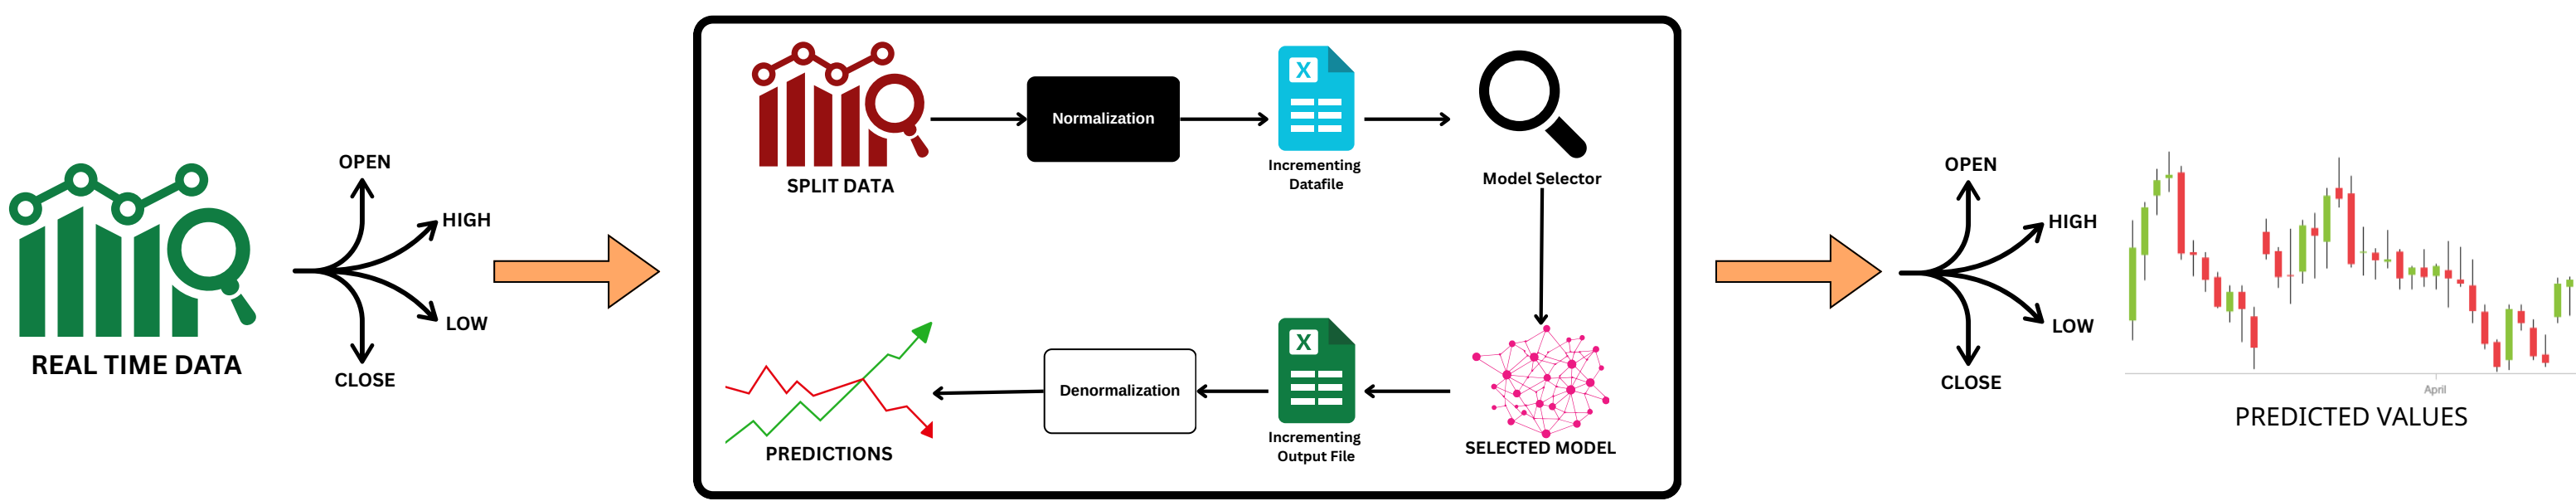 REAL TIME DATA
OPEN
HIGH
LOW
CLOSE
SPLIT DATA
Normalization
X
Incrementing
Datafile
Model Selector
SELECTED MODEL
X
Incrementing
Output File
Denormalization
PREDICTIONS
OPEN
HIGH
LOW
CLOSE
April
PREDICTED VALUES